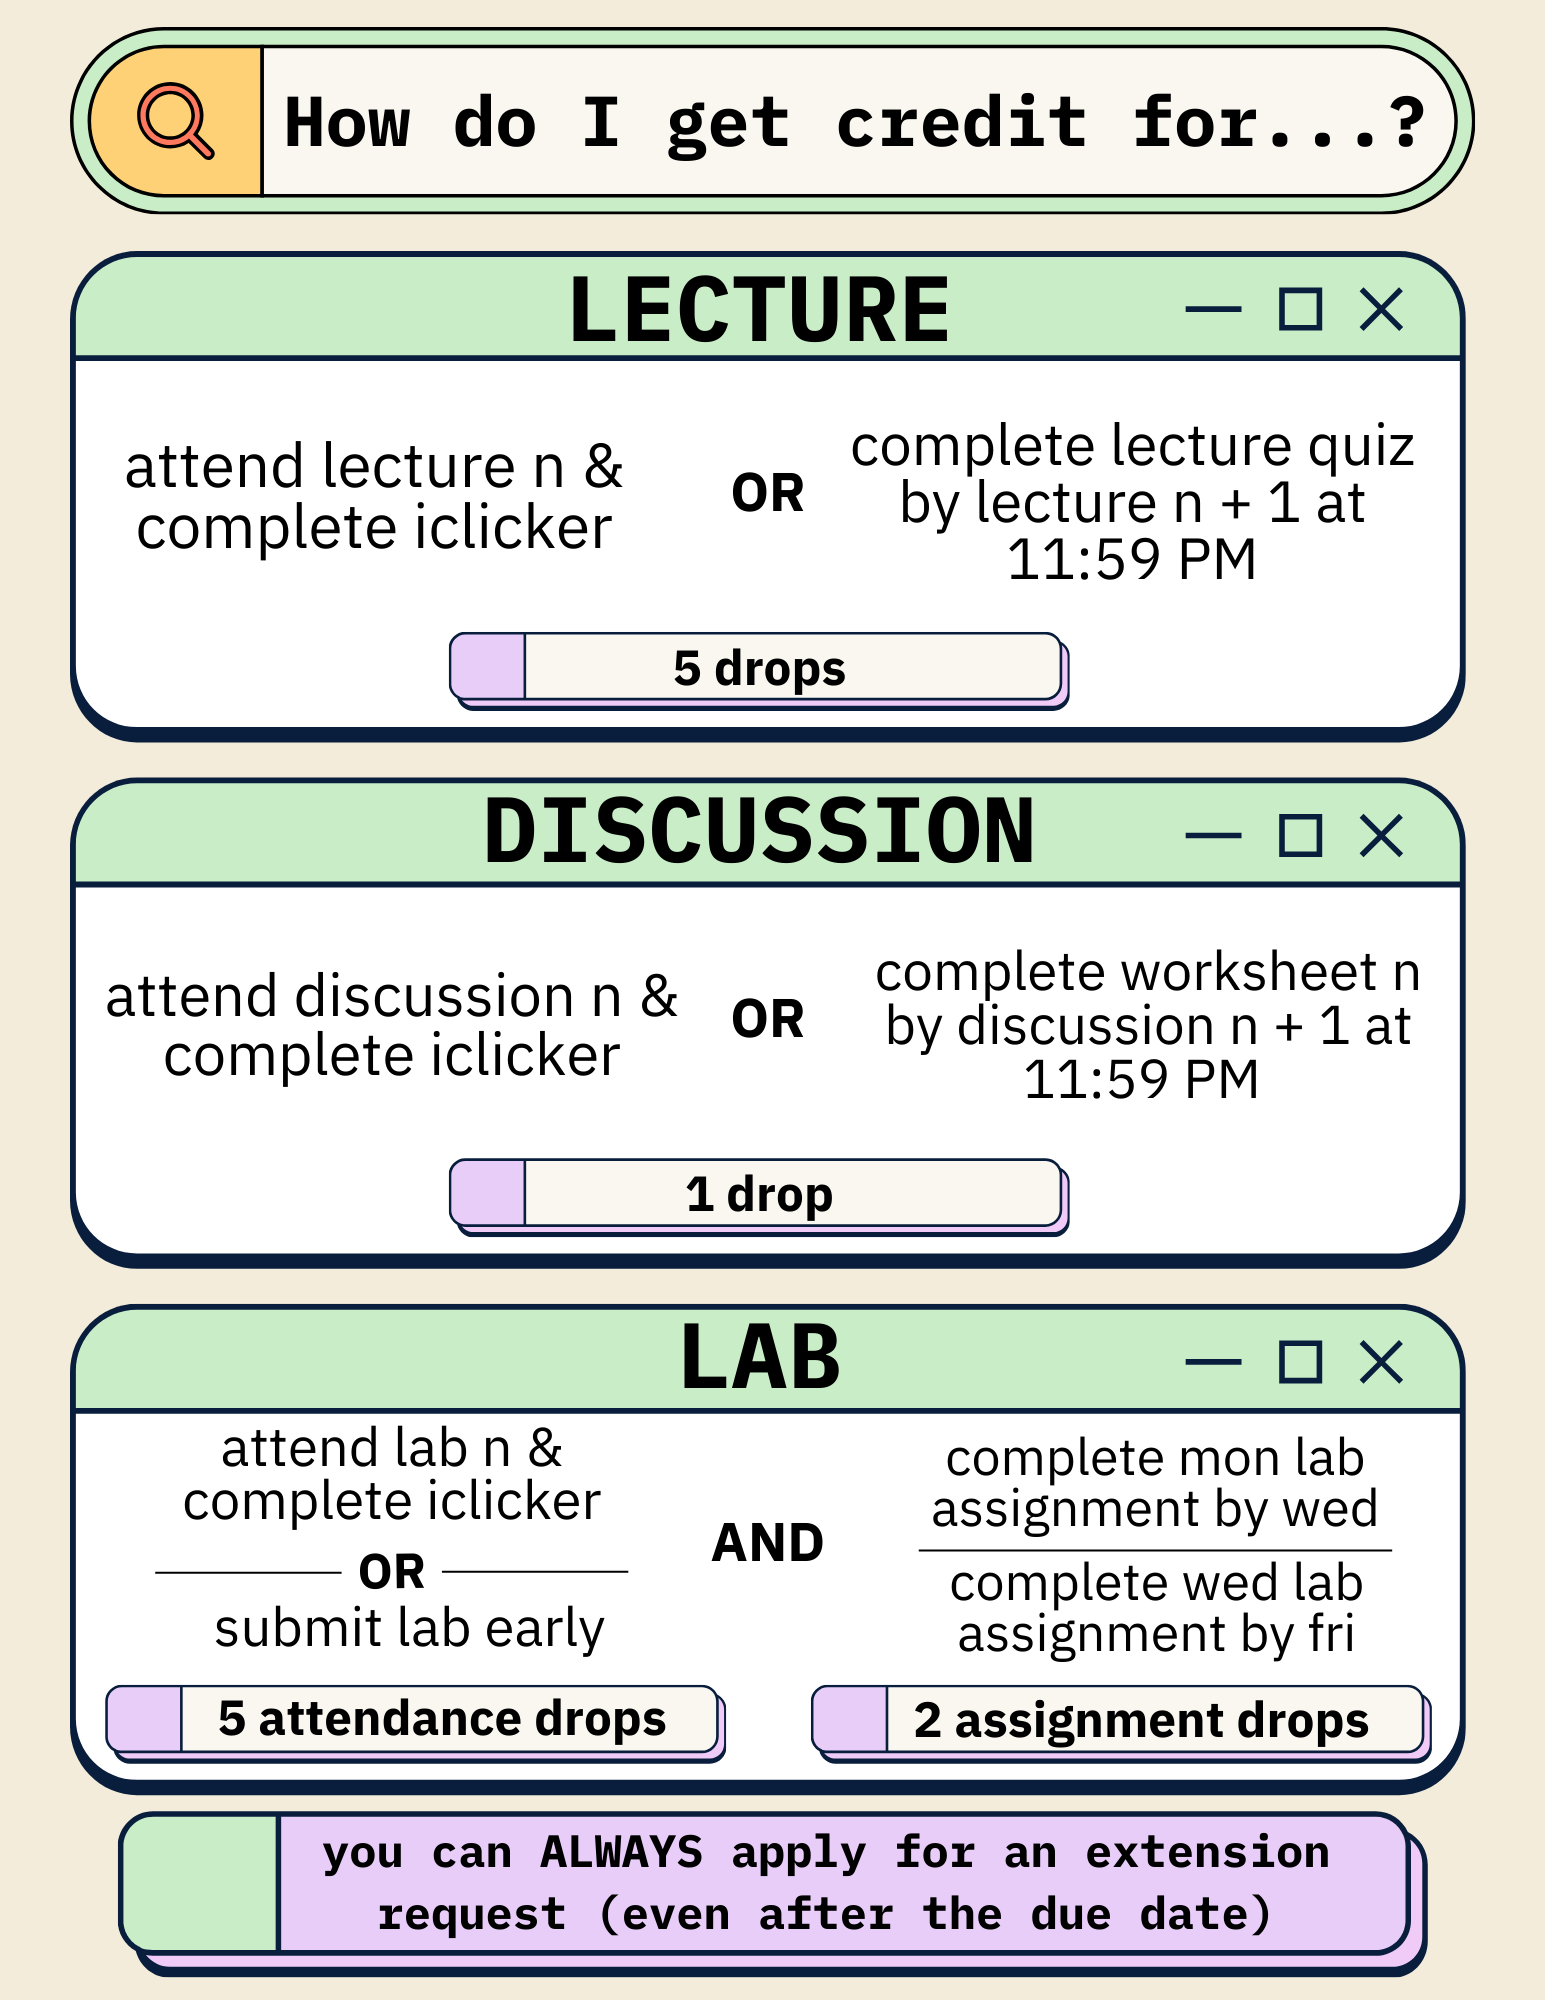 How do I get credit for...?
LECTURE
attend lecture n &
complete iclicker
OR
complete lecture quiz
by lecture n + 1 at
11:59 PM
5 drops
DISCUSSION
attend discussion n &
complete iclicker
OR
complete worksheet n
by discussion n + 1 at
11:59 PM
1 drop
LAB
attend lab n &
complete iclicker
OR
submit lab early
AND
complete mon lab
assignment by wed
complete wed lab
assignment by fri
5 attendance drops
2 assignment drops
you can ALWAYS apply for an extension
request (even after the due date)